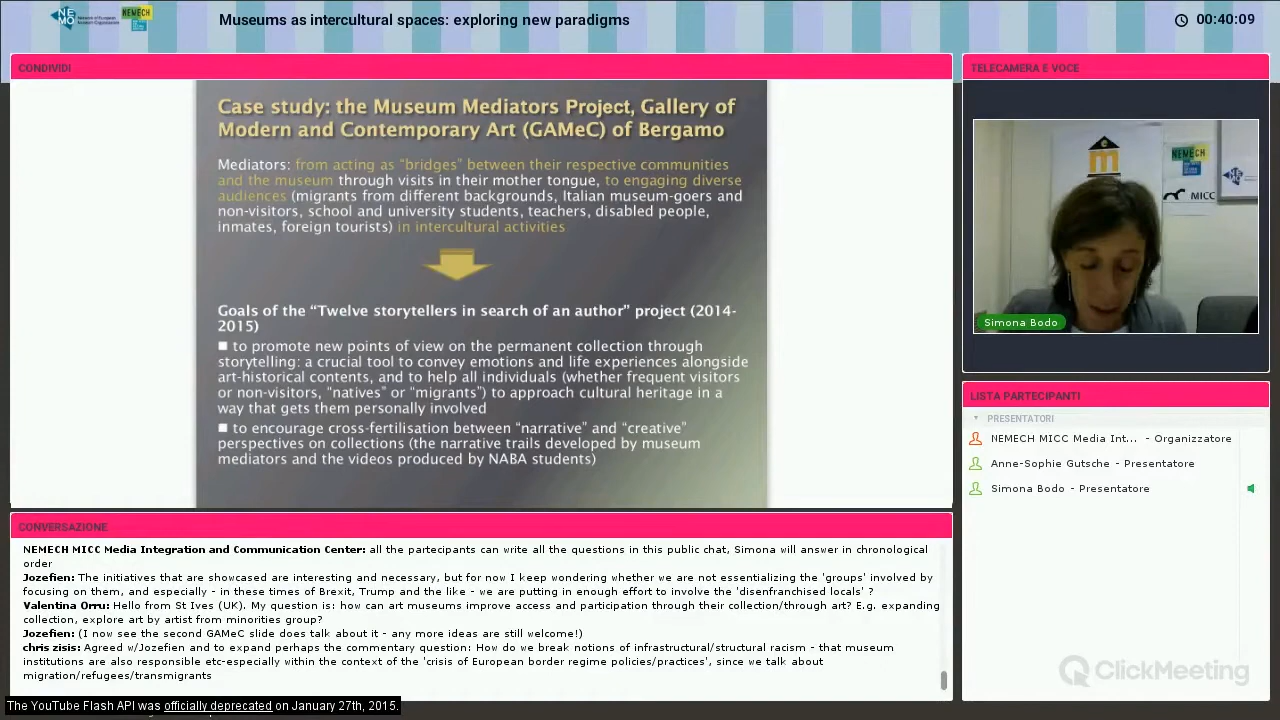 NEMO
NEMECH
Museums as intercultural spaces: exploring new paradigms
00:40:09
CONDIVIDI
Case study: the Museum Mediators Project, Gallery of
Modern and Contemporary Art (GAMeC) of Bergamo
Mediators: from acting as “bridges” between their respective communities
and the museum through visits in their mother tongue, to engaging diverse
audiences (migrants from different backgrounds, Italian museum-goers and
non-visitors, school and university students, teachers, disabled people,
inmates, foreign tourists) in intercultural activities
Goals of the “Twelve storytellers in search of an author” project (2014-
2015)
■ to promote new points of view on the permanent collection through
storytelling: a crucial tool to convey emotions and life experiences alongside
art-historical contents, and to help all individuals (whether frequent visitors
or non-visitors, “natives” or “migrants”) to approach cultural heritage in a
way that gets them personally involved
■ to encourage cross-fertilisation between “narrative” and “creative”
perspectives on collections (the narrative trails developed by museum
mediators and the videos produced by NABA students)
TELECAMERA E VOCE
m
NEMECH
MICC
Simona Bodo
LISTA PARTECIPANTI
PRESENTATORI
NEMECH MICC Media Int... - Organizzatore
Anne-Sophie Gutsche - Presentatore
Simona Bodo - Presentatore
CONVERSAZIONE
NEMECH MICC Media Integration and Communication Center: all the partecipants can write all the questions in this public chat, Simona will answer in chronological
order
Jozefien: The initiatives that are showcased are interesting and necessary, but for now I keep wondering whether we are not essentializing the 'groups' involved by
focusing on them, and especially - in these times of Brexit, Trump and the like - we are putting in enough effort to involve the 'disenfranchised locals' ?
Valentina Orru: Hello from St Ives (UK). My question is: how can art museums improve access and participation through their collection/through art? E.g. expanding
collection, explore art by artist from minorities group?
Jozefien: (I now see the second GAMeC slide does talk about it - any more ideas are still welcome!)
chris zisis: Agreed w/Jozefien and to expand perhaps the commentary question: How do we break notions of infrastructural/structural racism - that museum
institutions are also responsible etc-especially within the context of the 'crisis of European border regime policies/practices', since we talk about
migration/refugees/transmigrants
ClickMeeting
The YouTube Flash API was officially deprecated on January 27th, 2015.